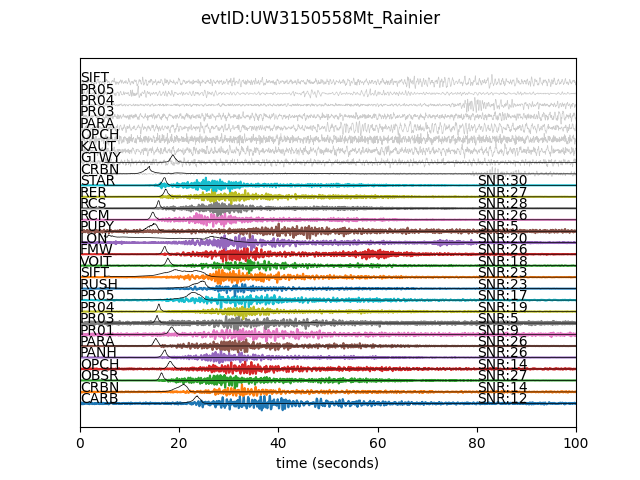 evtID:UW3150558Mt_Rainier
SIFT
PR05
PR04
PR03
PARA
OPCH
KAUT
GTWY
CRBN
STAR SNR:30
RER SNR:27
RCS SNR:28
RCM SNR:26
PUPY SNR:5
LON SNR:20
FMW SNR:26
VOIT SNR:18
SIFT SNR:23
RUSH SNR:23
PR05 SNR:17
PR04 SNR:19
PR03 SNR:5
PR01 SNR:9
PARA SNR:26
PANH SNR:26
OPCH SNR:14
OBSR SNR:27
CRBN SNR:14
CARB SNR:12
0 20 40 60 80 100
time (seconds)